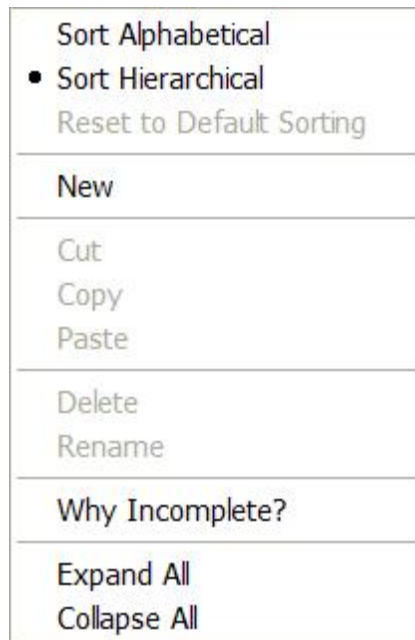 Sort Alphabetical
Sort Hierarchical
Reset to Default Sorting
New
Cut
Copy
Paste
Delete
Rename
Why Incomplete?
Expand All
Collapse All